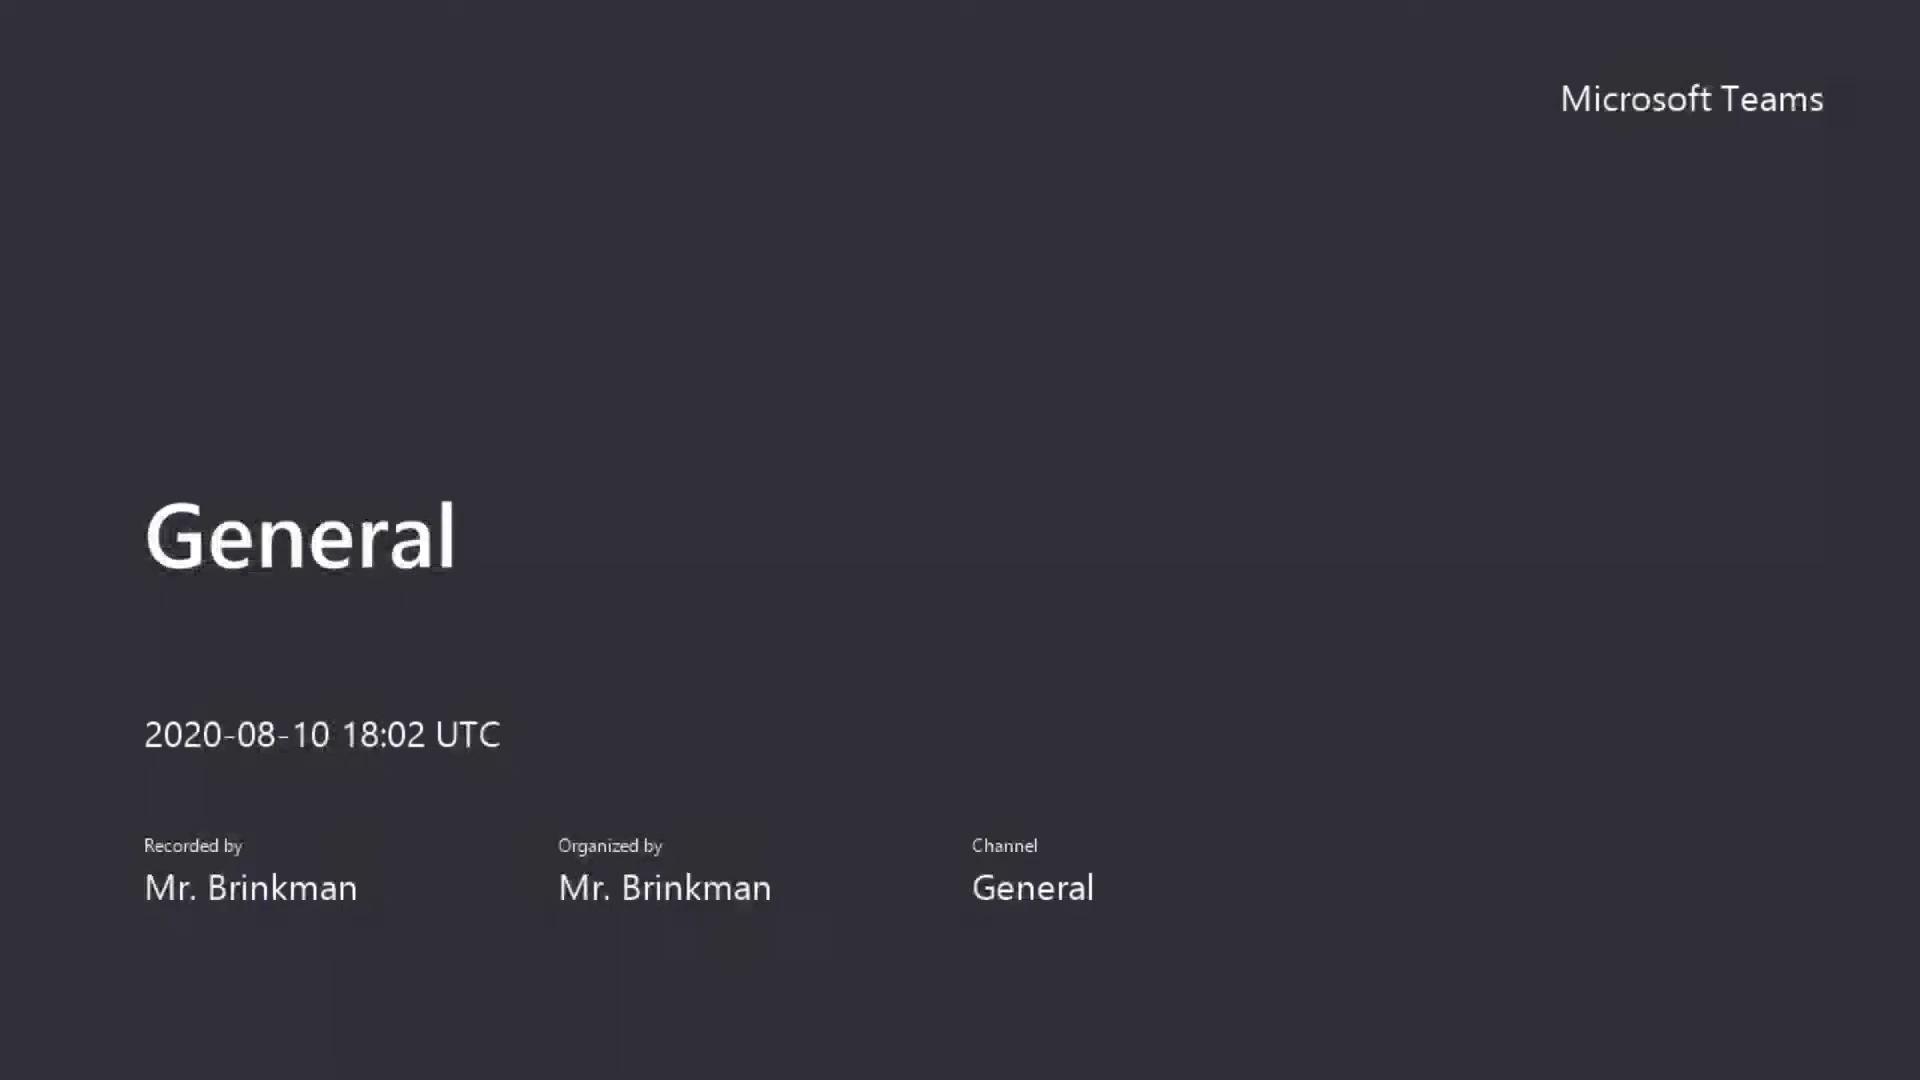 Microsoft Teams
General
2020-08-10 18:02 UTC
Recorded by
Mr. Brinkman
Organized by
Mr. Brinkman
Channel
General